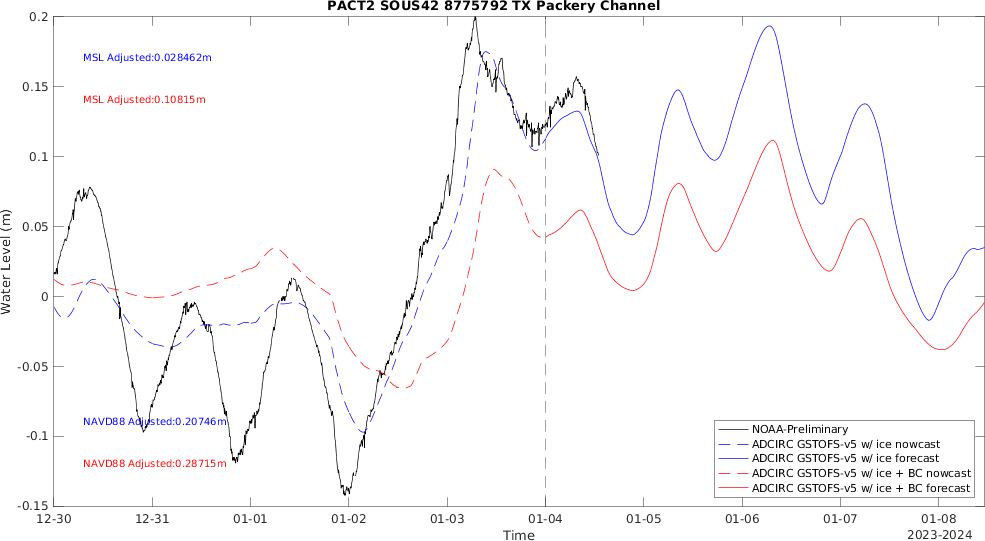 PACT2 SOUS42 8775792 TX Packery Channel
0.2
0.15
0.1
0.05
0
-0.05
-0.1
-0.15
Water Level (m)
MSL Adjusted:0.028462m
MSL Adjusted:0.10815m
NAVD88 Adjusted:0.20746m
NAVD88 Adjusted:0.28715m
NOAA-Preliminary
ADCIRC GSTOFS-v5 w/ ice nowcast
ADCIRC GSTOFS-v5 w/ ice forecast
ADCIRC GSTOFS-v5 w/ ice + BC nowcast
ADCIRC GSTOFS-v5 w/ ice + BC forecast
12-30 12-31 01-01 01-02 01-03 01-04 01-05 01-06 01-07 01-08
Time
2023-2024